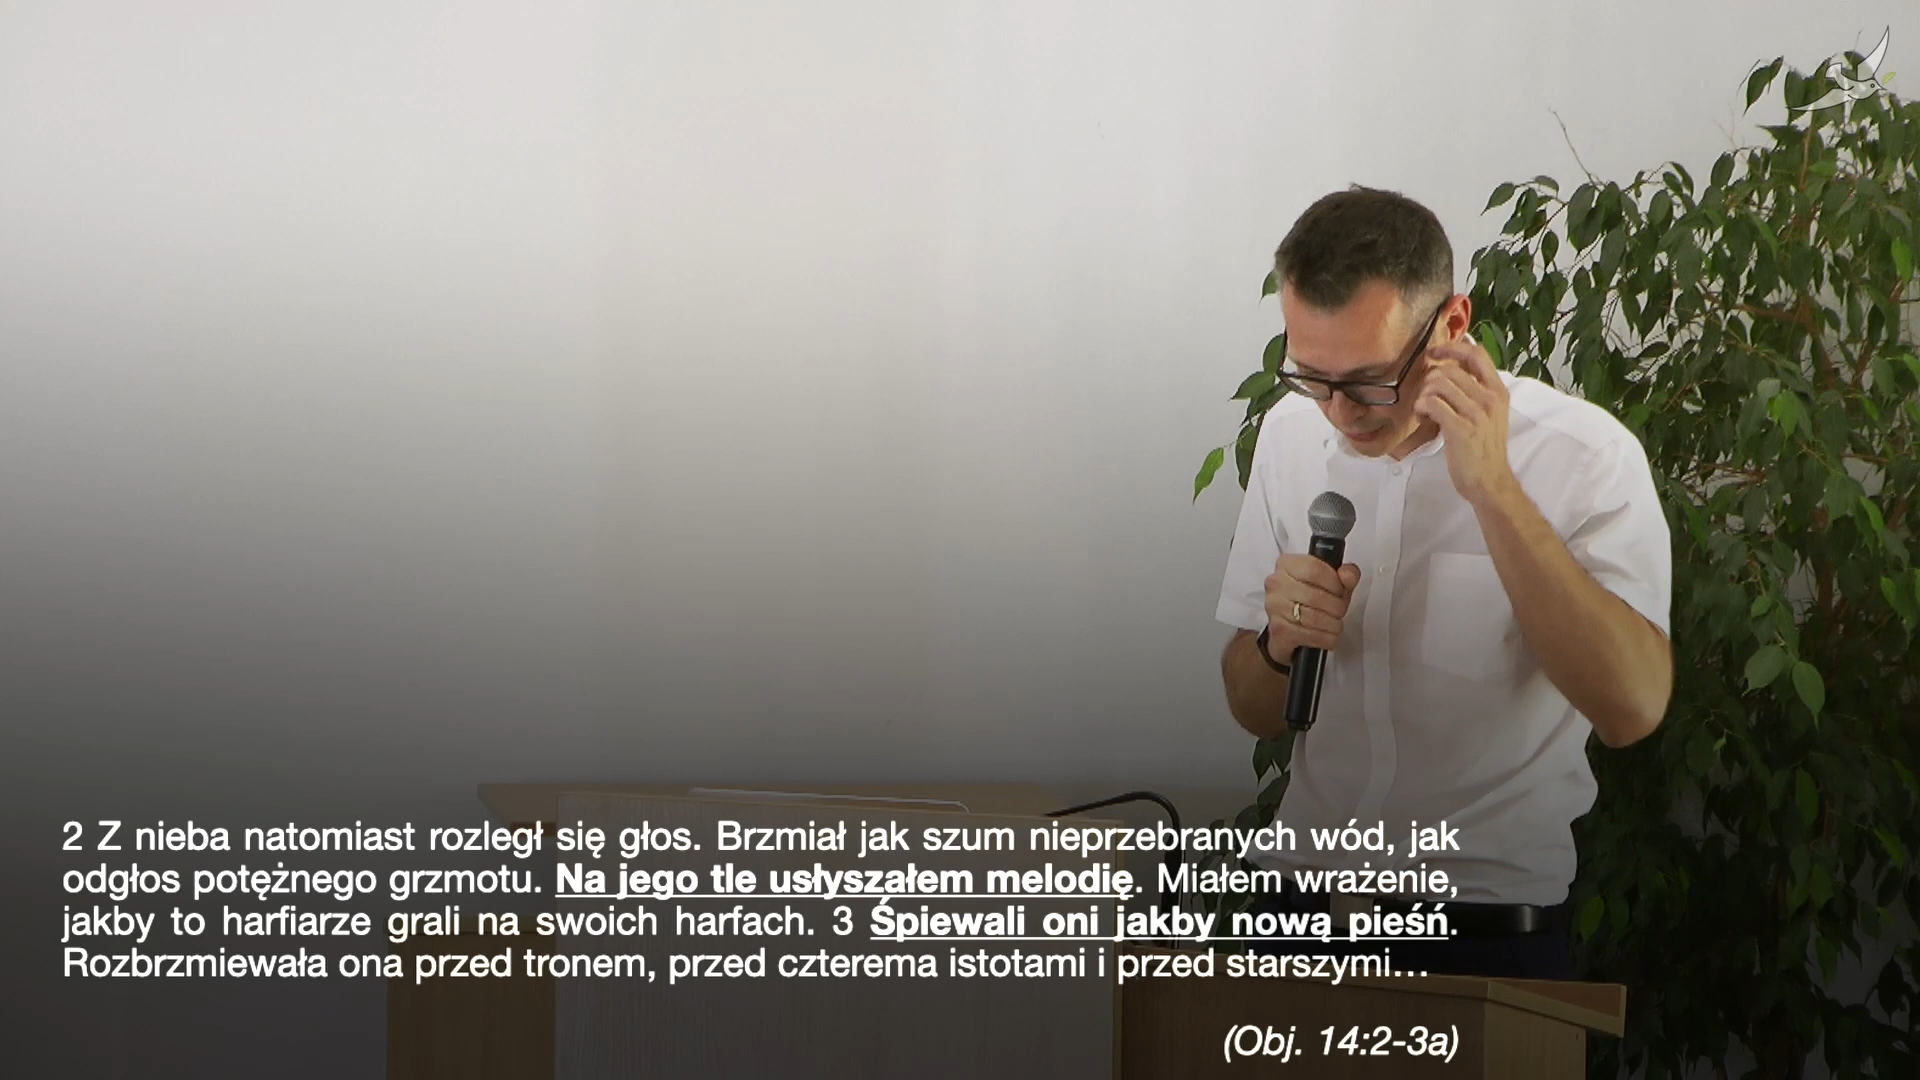 2 Z nieba natomiast rozległ się głos. Brzmiał jak szum nieprzebranych wód, jak
odgłos potężnego grzmotu. Na jego tle usłyszałem melodię. Miałem wrażenie,
jakby to harfiarze grali na swoich harfach. 3 Śpiewali oni jakby nową pieśń.
Rozbrzmiewała ona przed tronem, przed czterema istotami i przed starszymi…
(Obj. 14:2-3a)